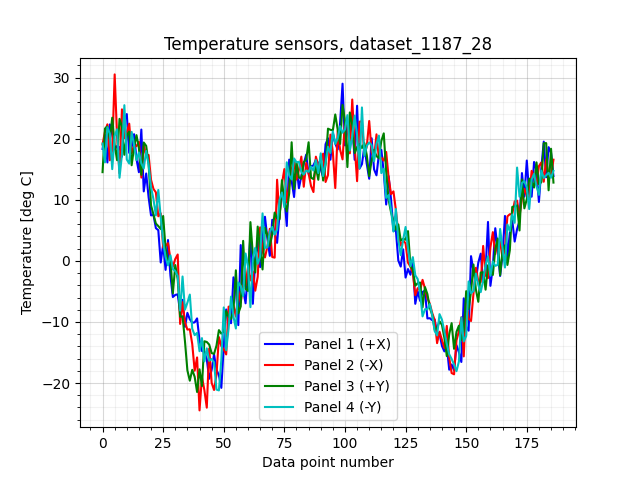 Temperature sensors, dataset_1187_28
Temperature [deg C]
30
20
10
0
−10
−20
0
25
50
75
100
125
150
175
Data point number
Panel 1 (+X)
Panel 2 (-X)
Panel 3 (+Y)
Panel 4 (-Y)